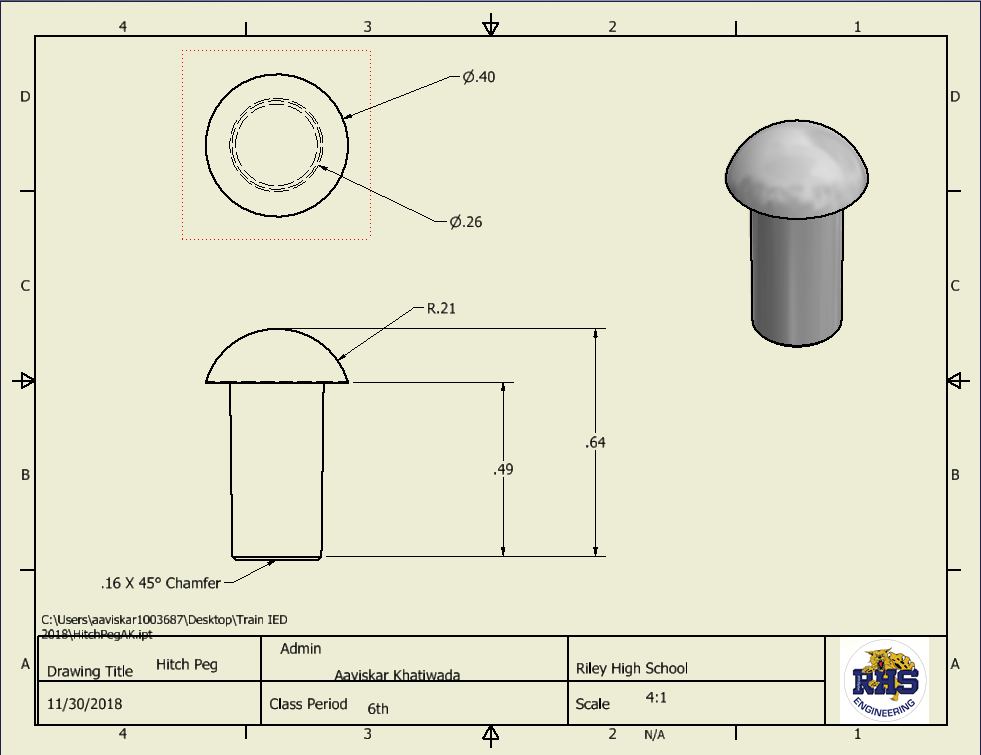 4 3 2 1
D D
Ø.40
Ø.26
C C
R.21
.64
B B
.49
.16 X 45° Chamfer
C:\Users\aaviskar1003687\Desktop\Train IED
2018\HitchPegAK.ipt
A A
Drawing Title Hitch Peg
Admin
Aaviskar Khatiwada
Riley High School
11/30/2018
Class Period 6th
Scale 4:1
RHS
ENGINEERING
4 3 2 N/A 1